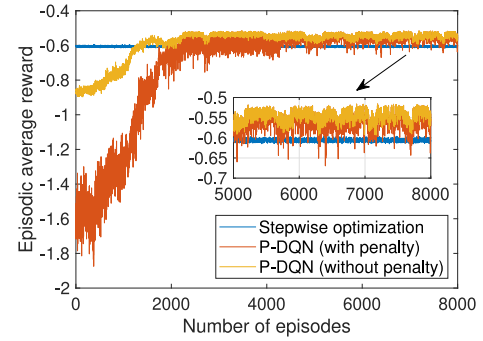 Episodic average reward
-0.4
-0.6
-0.8
-1
-1.2
-1.4
-1.6
-1.8
-2
-0.5
-0.55
-0.6
-0.65
-0.7
5000 6000 7000 8000
Stepwise optimization
P-DQN (with penalty)
P-DQN (without penalty)
0 2000 4000 6000 8000
Number of episodes